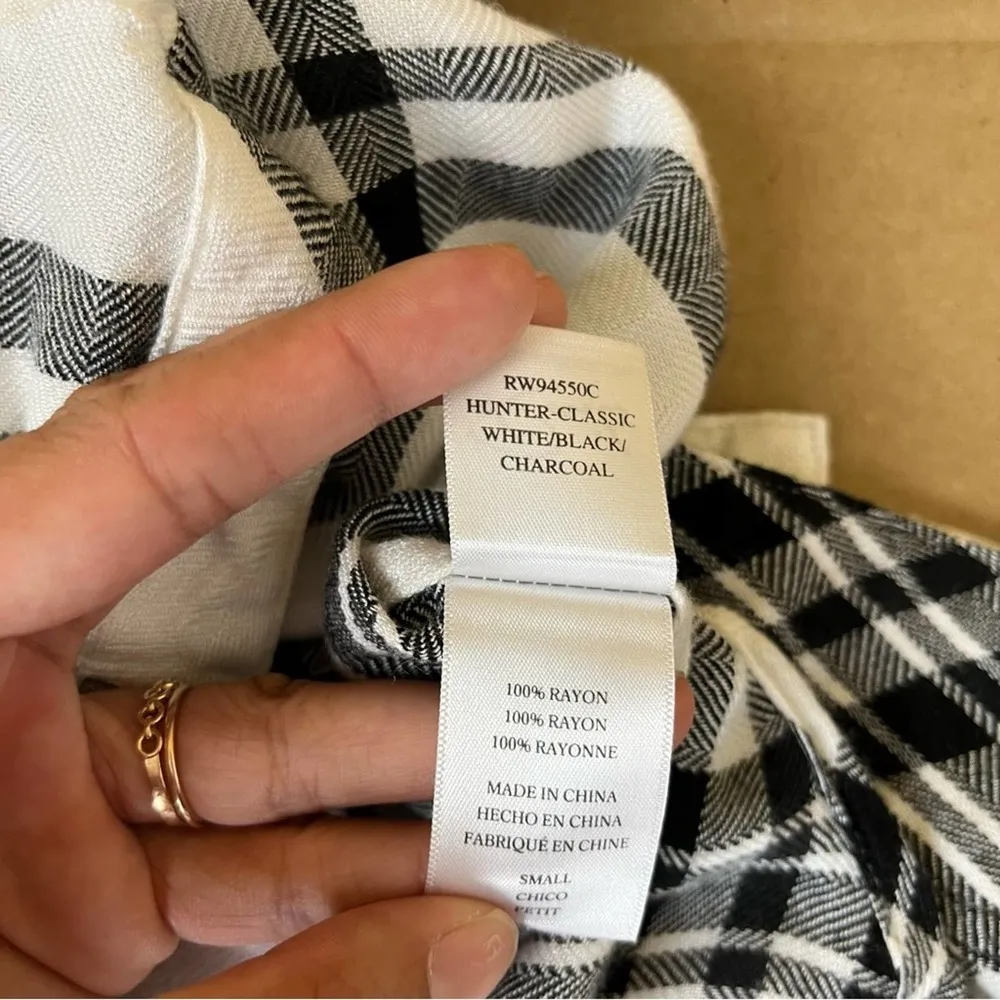 RW94550C
HUNTER-CLASSIC
WHITE/BLACK/
CHARCOAL
100% RAYON
100% RAYON
100% RAYONNE
MADE IN CHINA
HECHO EN CHINA
FABRIQUÉ EN CHINE
SMALL
CHICO
PETIT